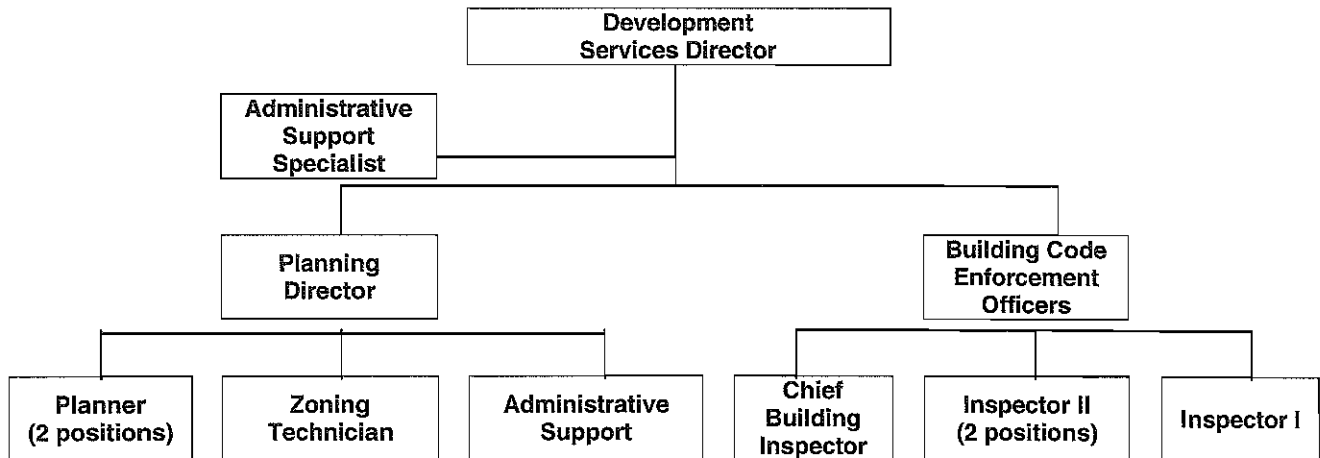 Development
Services Director
Administrative
Support
Specialist
Planning
Director
Building Code
Enforcement
Officers
Planner
(2 positions)
Zoning
Technician
Administrative
Support
Chief
Building
Inspector
Inspector II
(2 positions)
Inspector I